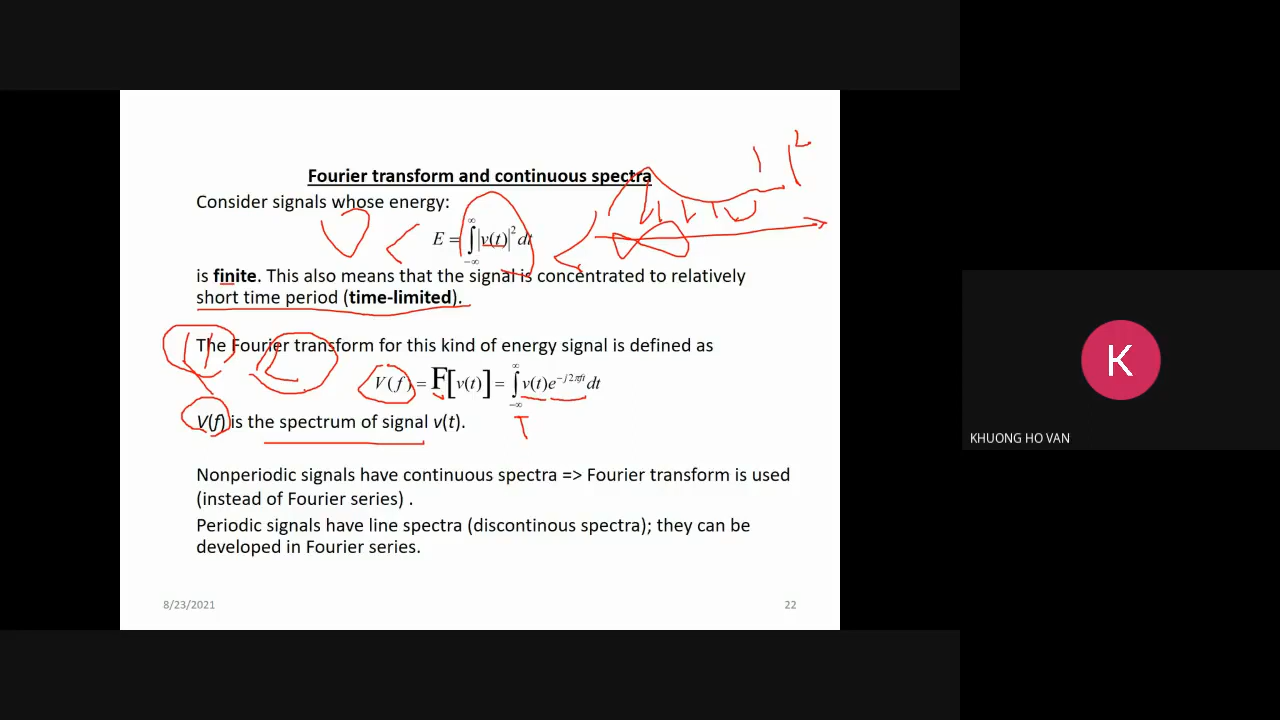 Fourier transform and continuous spectra
Consider signals whose energy:
E = ∫_{-∞}^{∞} |v(t)|² dt
is finite. This also means that the signal is concentrated to relatively
short time period (time-limited).
The Fourier transform for this kind of energy signal is defined as
V(f) = F[v(t)] = ∫_{-∞}^{∞} v(t)e^{-j2πft} dt
V(f) is the spectrum of signal v(t).
Nonperiodic signals have continuous spectra => Fourier transform is used
(instead of Fourier series) .
Periodic signals have line spectra (discontinous spectra); they can be
developed in Fourier series.
8/23/2021
22
K
KHUONG HO VAN